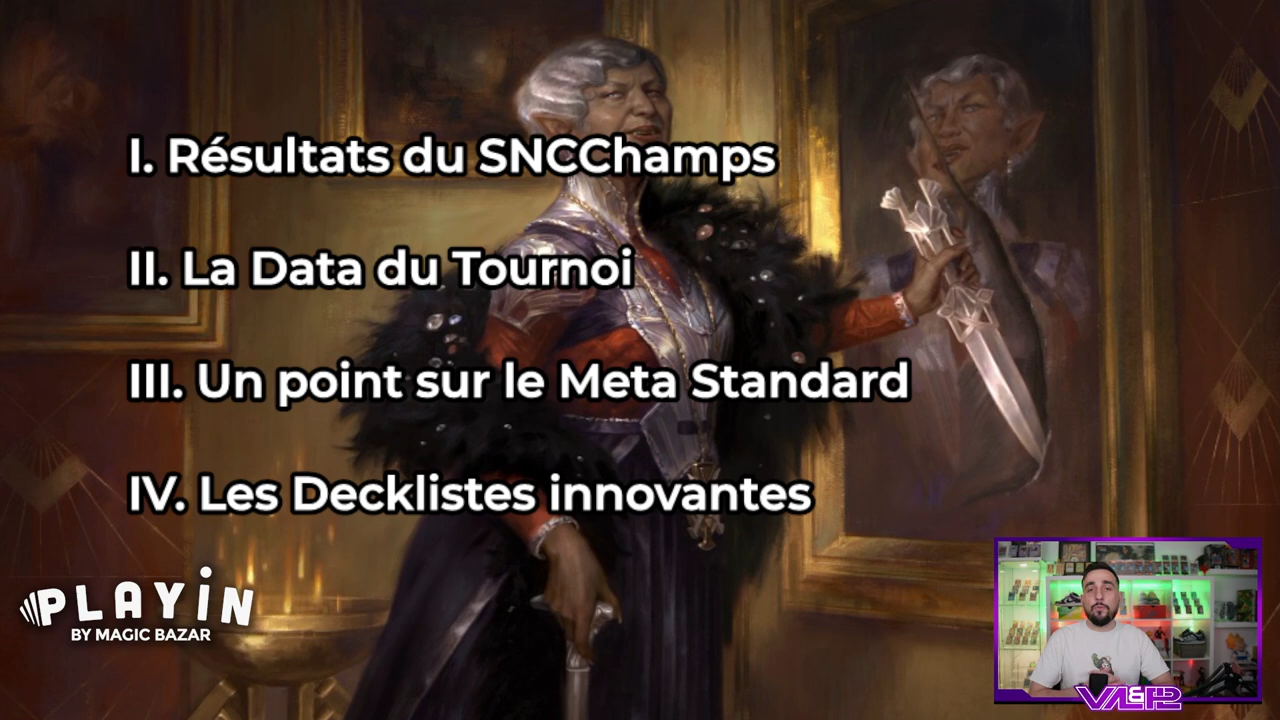 I. Résultats du SNCChamps
II. La Data du Tournoi
III. Un point sur le Meta Standard
IV. Les Decklistes innovantes
PLAYIN
BY MAGIC BAZAR